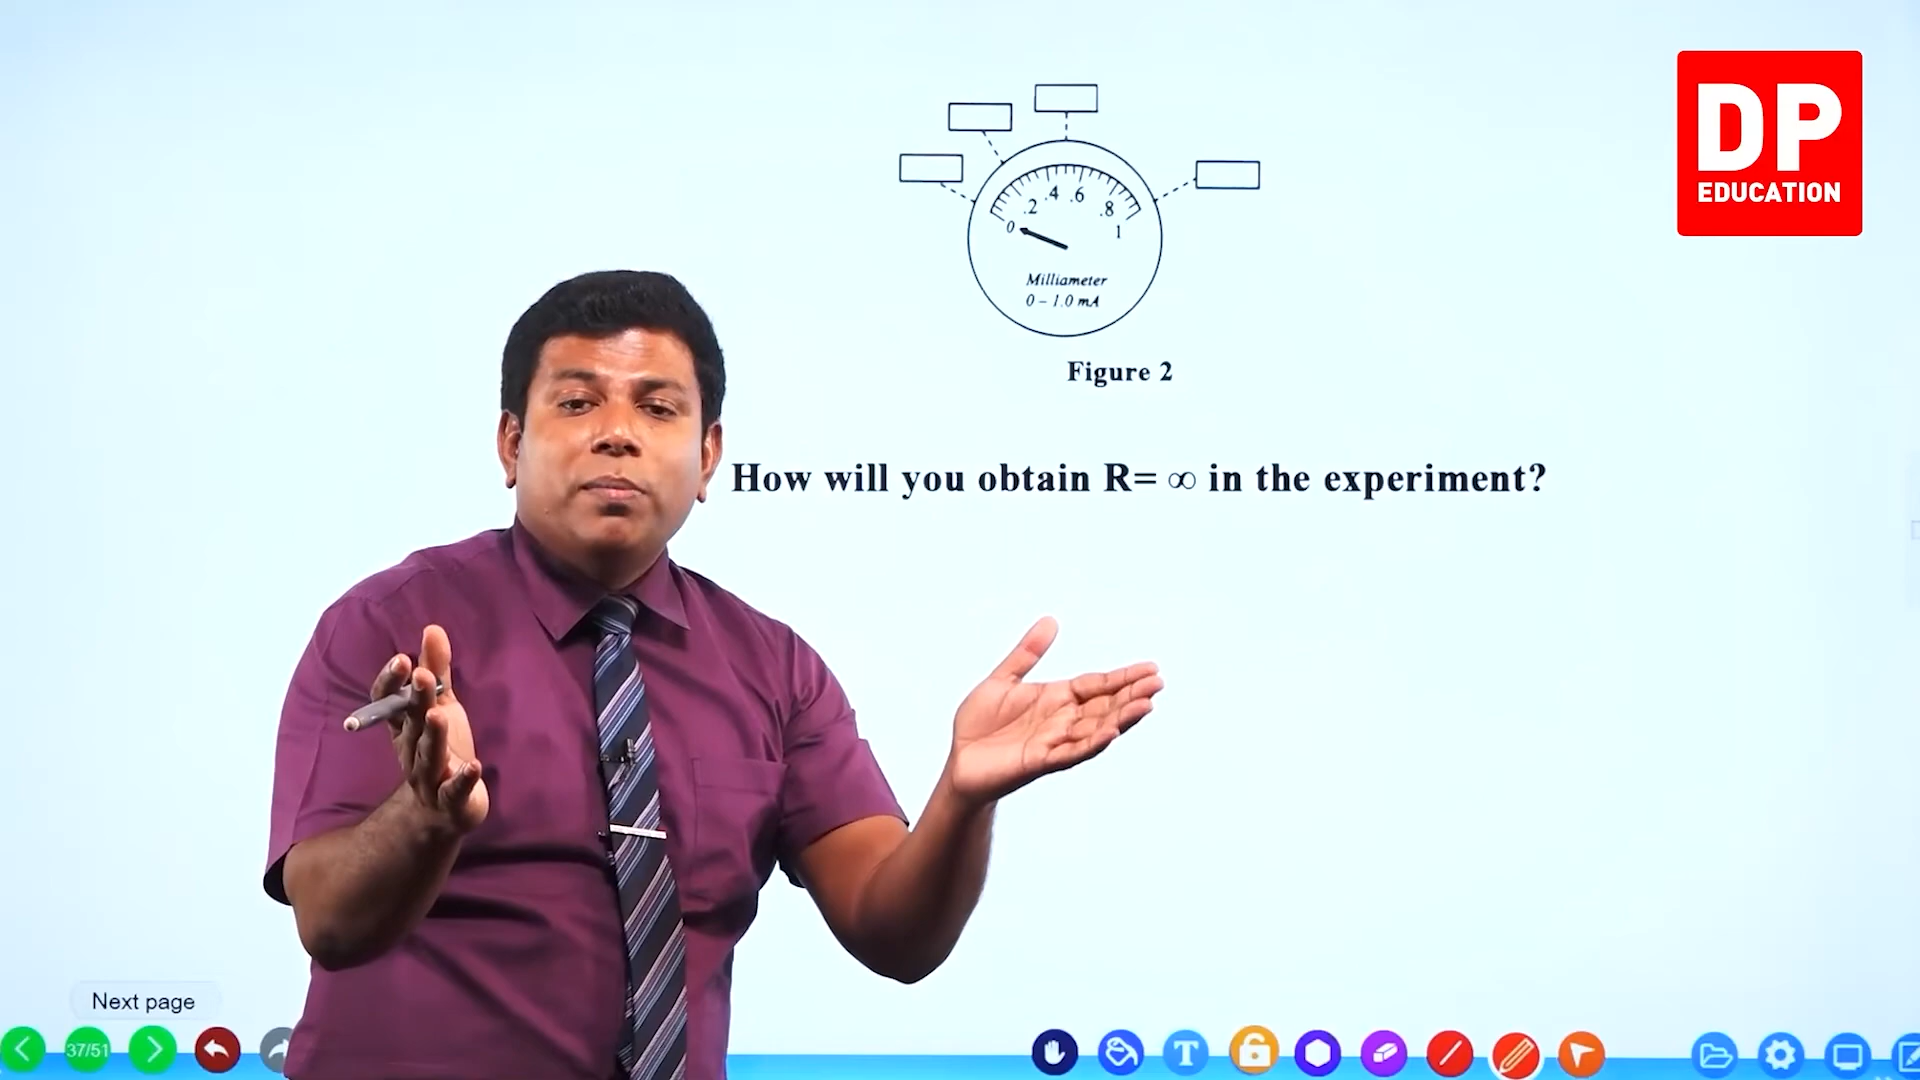 DP
EDUCATION
.2
.4
.6
.8
0
1
Milliameter
0 – 1.0 mA
Figure 2
How will you obtain R= ∞ in the experiment?
Next page
37/51
T